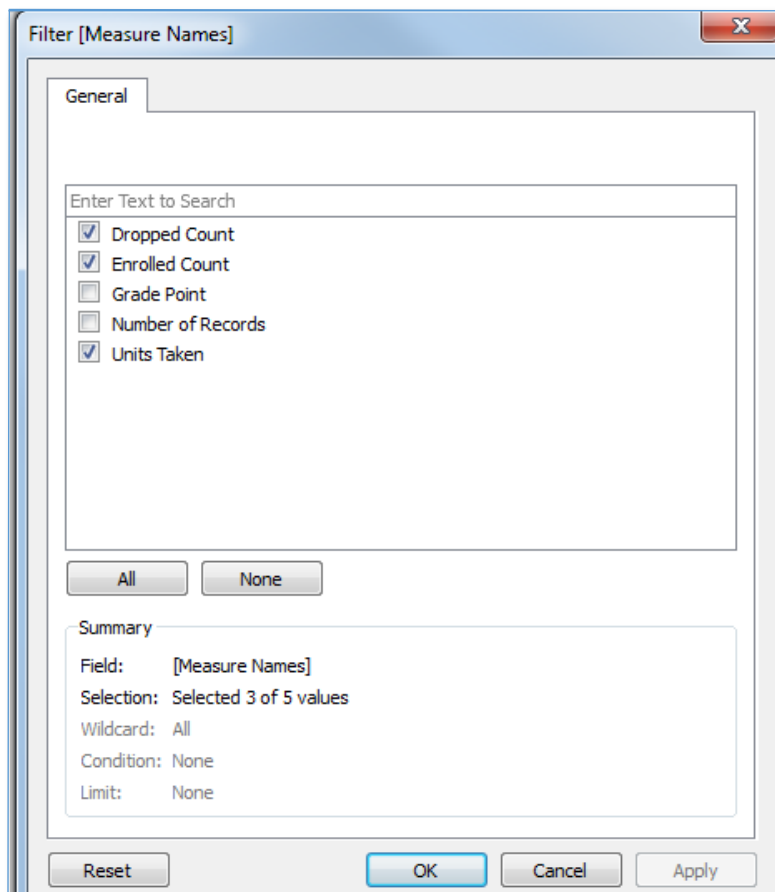 Filter [Measure Names]
X
General
Enter Text to Search
Dropped Count
Enrolled Count
Grade Point
Number of Records
Units Taken
All None
Summary
Field: [Measure Names]
Selection: Selected 3 of 5 values
Wildcard: All
Condition: None
Limit: None
Reset OK Cancel Apply